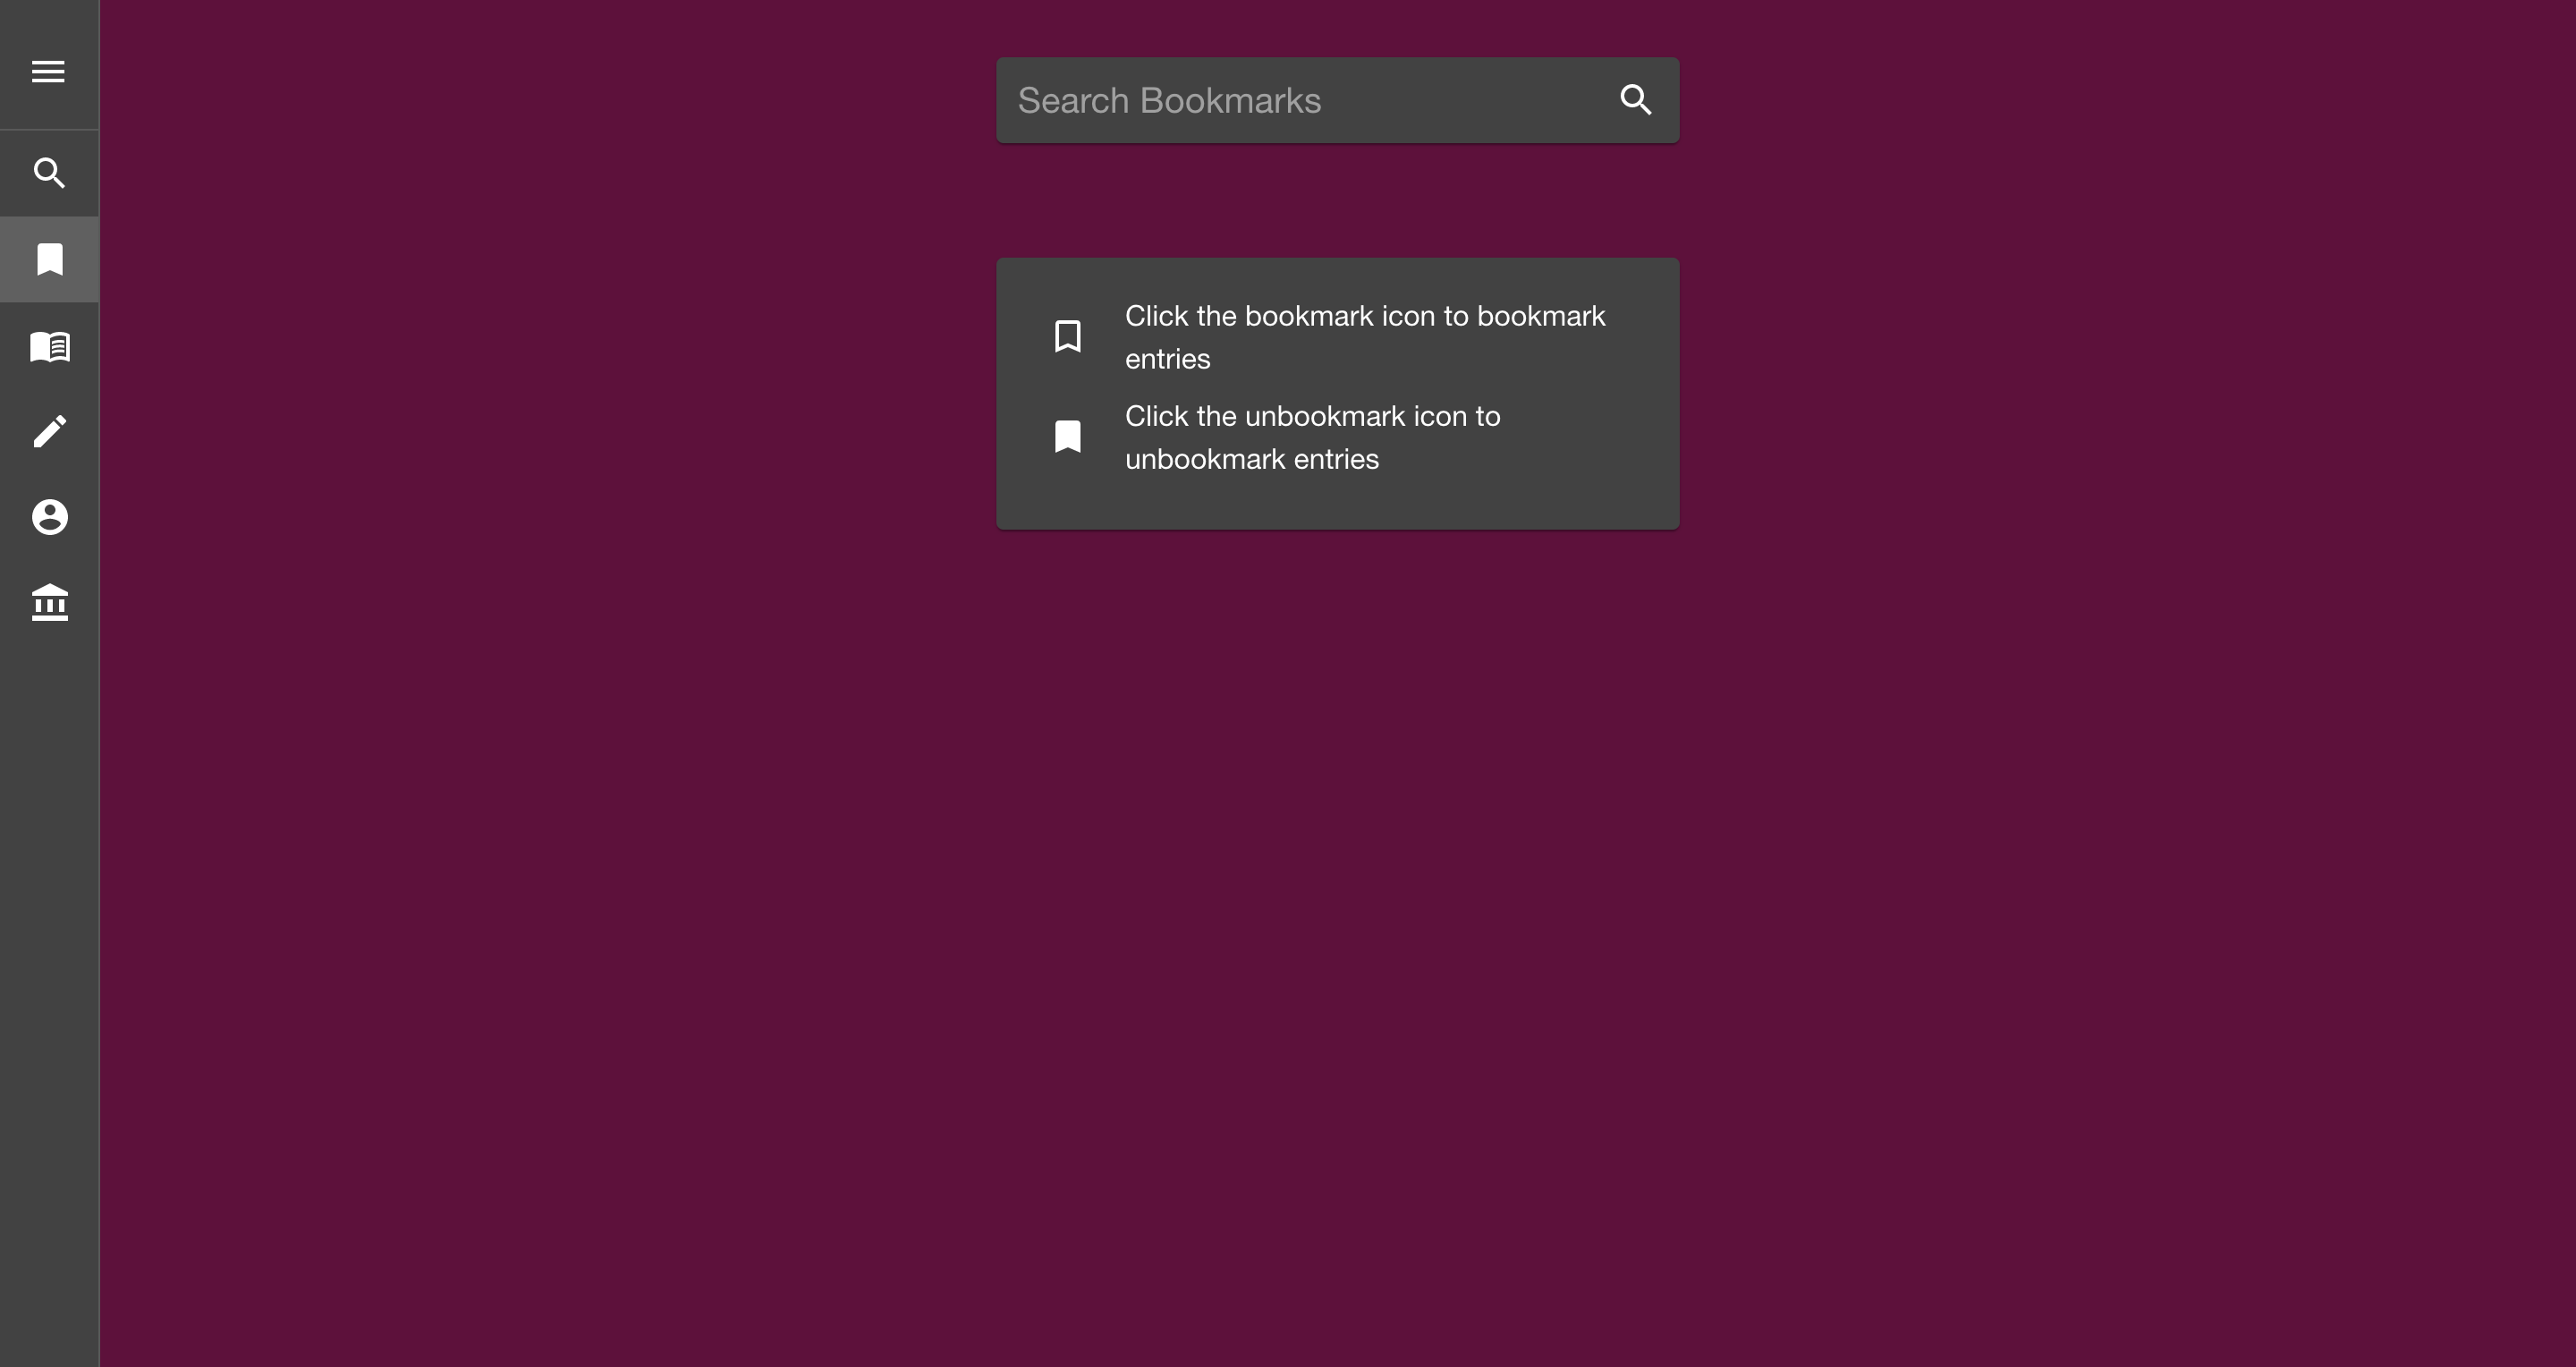 Search Bookmarks
Click the bookmark icon to bookmark
entries
Click the unbookmark icon to
unbookmark entries